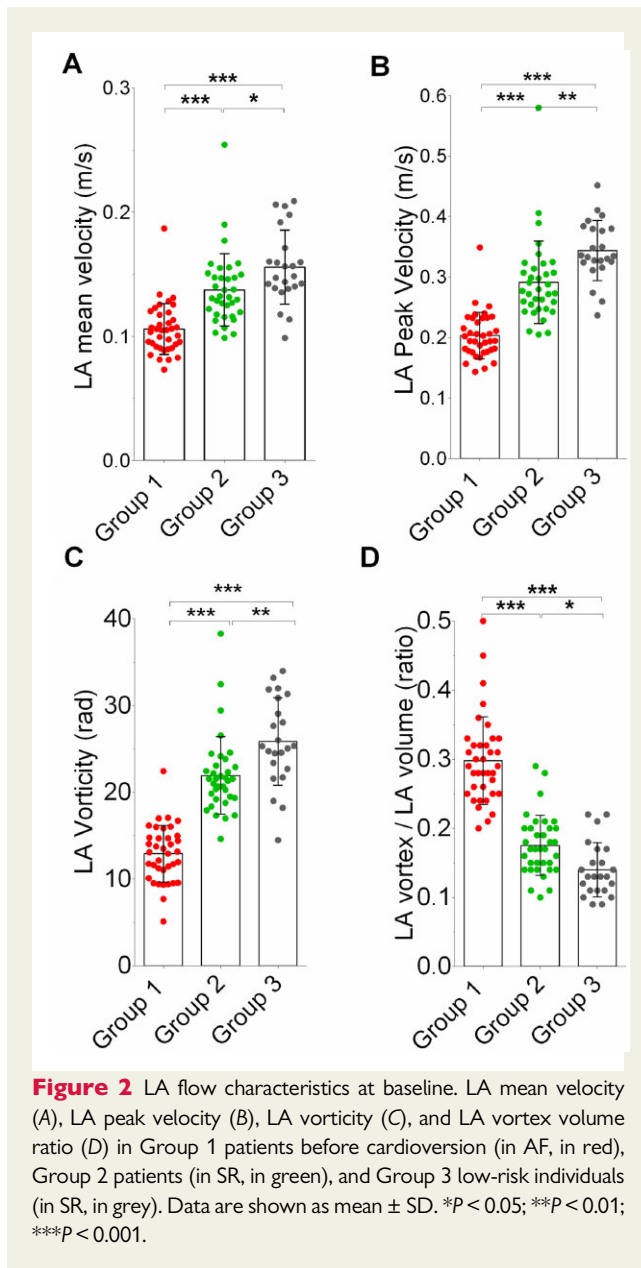 A
***
***
*
LA mean velocity (m/s)
0.3
0.2
0.1
0.0
Group 1
Group 2
Group 3
B
***
***
**
LA Peak Velocity (m/s)
0.6
0.5
0.4
0.3
0.2
0.1
0.0
Group 1
Group 2
Group 3
C
***
***
**
LA Vorticity (rad)
40
30
20
10
0
Group 1
Group 2
Group 3
D
***
***
*
LA vortex / LA volume (ratio)
0.5
0.4
0.3
0.2
0.1
0.0
Group 1
Group 2
Group 3
Figure 2 LA flow characteristics at baseline. LA mean velocity
(A), LA peak velocity (B), LA vorticity (C), and LA vortex volume
ratio (D) in Group 1 patients before cardioversion (in AF, in red),
Group 2 patients (in SR, in green), and Group 3 low-risk individuals
(in SR, in grey). Data are shown as mean ± SD. *P < 0.05; **P < 0.01;
***P < 0.001.